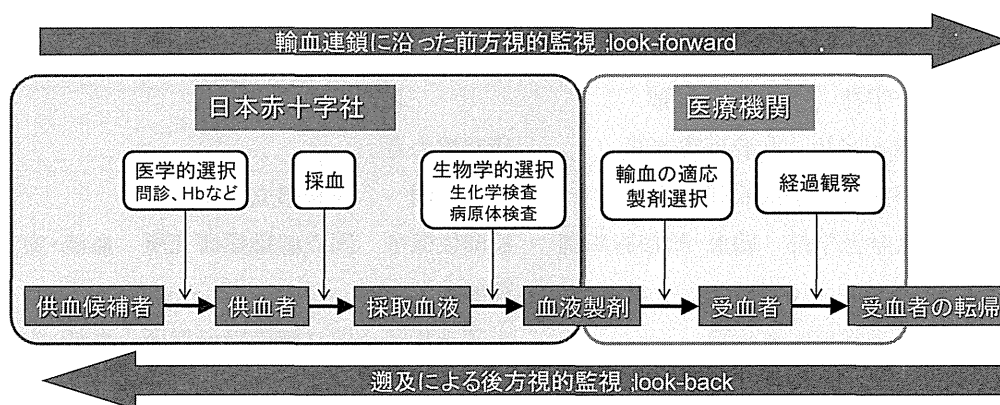 輸血連鎖に沿った前方視的監視;look-forward
日本赤十字社
医療機関
医学的選択
問診、Hbなど
採血
生物学的選択
生化学検査
病原体検査
輸血の適応
製剤選択
経過観察
供血候補者
供血者
採取血液
血液製剤
受血者
受血者の転帰
遡及による後方視的監視;look-back